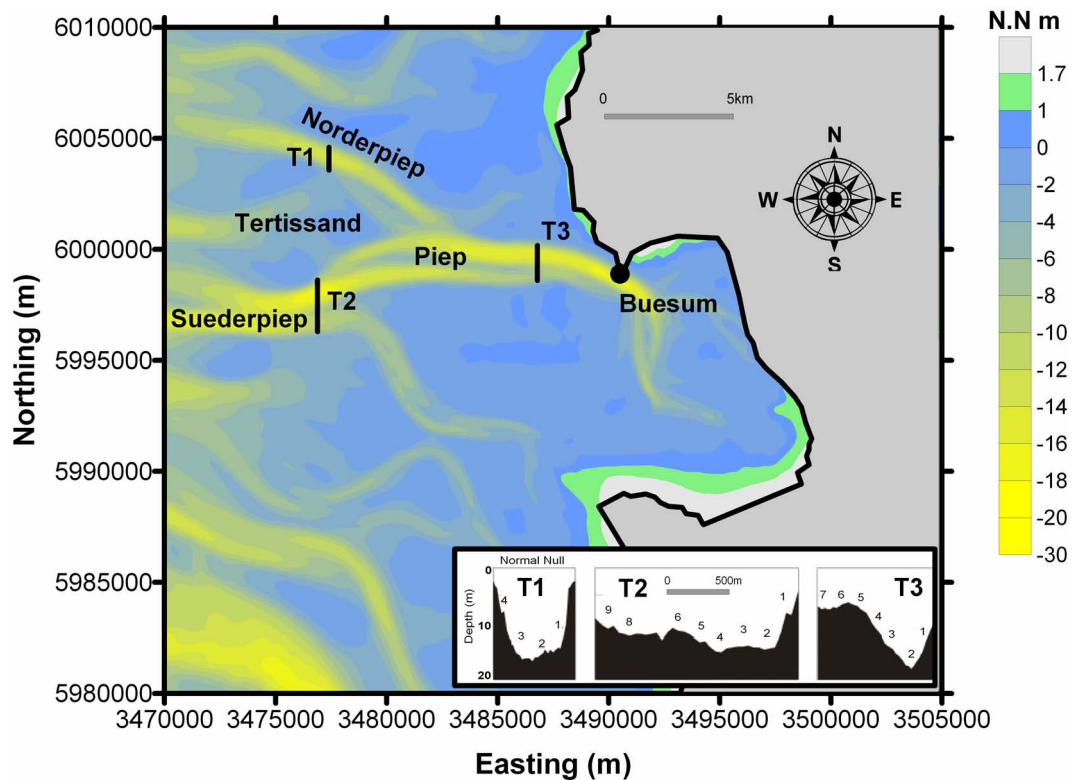 N.N m
6010000
6005000
6000000
5995000
5990000
5985000
5980000
Northing (m)
3470000 3475000 3480000 3485000 3490000 3495000 3500000 3505000
Easting (m)
0 5km
N
W E
S
Norderpiep
T1
Tertissand
T3
Piep
T2
Buesum
Suederpiep
1.7
1
0
-2
-4
-6
-8
-10
-12
-14
-16
-18
-20
-30
Normal Null
T1 T2 T3
0 500m
Depth (m)
0
10
20
4 3 2 1
9 8 6 5 4 3 2 1
7 6 5 4 3 2 1